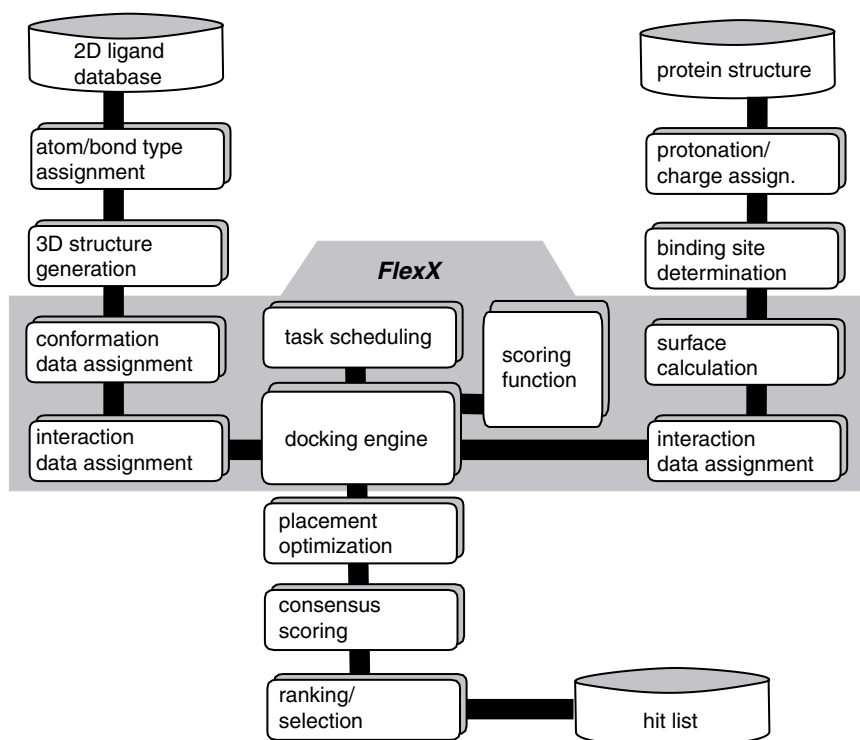 2D ligand
database
protein structure
atom/bond type
assignment
protonation/
charge assign.
3D structure
generation
binding site
determination
FlexX
conformation
data assignment
task scheduling
scoring
function
surface
calculation
interaction
data assignment
docking engine
interaction
data assignment
placement
optimization
consensus
scoring
ranking/
selection
hit list